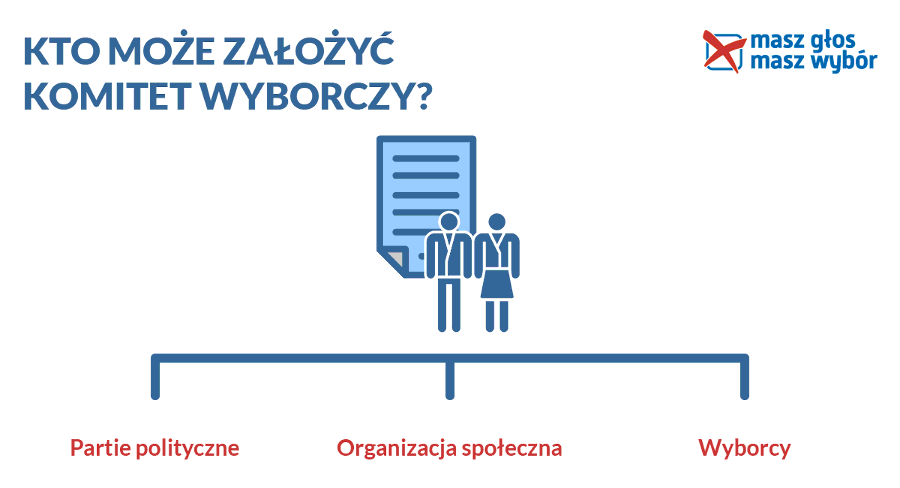 KTO MOŻE ZAŁOŻYĆ
KOMITET WYBORCZY?
masz głos
masz wybór
Partie polityczne
Organizacja społeczna
Wyborcy